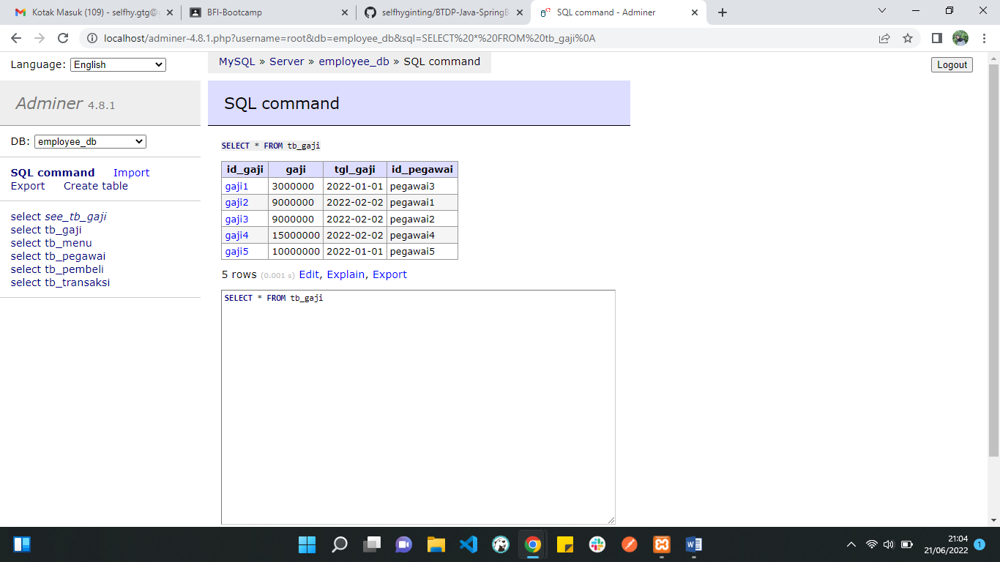 Kotak Masuk (109) - selfhy.gtg@g
BFI-Bootcamp
selfhyginting/BTDP-Java-SpringB
SQL command - Adminer
localhost/adminer-4.8.1.php?username=root&db=employee_db&sql=SELECT%20*%20FROM%20tb_gaji%0A
Language: English
MySQL » Server » employee_db » SQL command
Logout
Adminer 4.8.1
SQL command
DB: employee_db
SQL command Import
Export Create table
select see_tb_gaji
select tb_gaji
select tb_menu
select tb_pegawai
select tb_pembeli
select tb_transaksi
SELECT * FROM tb_gaji
id_gaji gaji tgl_gaji id_pegawai
gaji1 3000000 2022-01-01 pegawai3
gaji2 9000000 2022-02-02 pegawai1
gaji3 9000000 2022-02-02 pegawai2
gaji4 15000000 2022-02-02 pegawai4
gaji5 10000000 2022-01-01 pegawai5
5 rows (0.001 s) Edit, Explain, Export
SELECT * FROM tb_gaji
21:04
21/06/2022
1